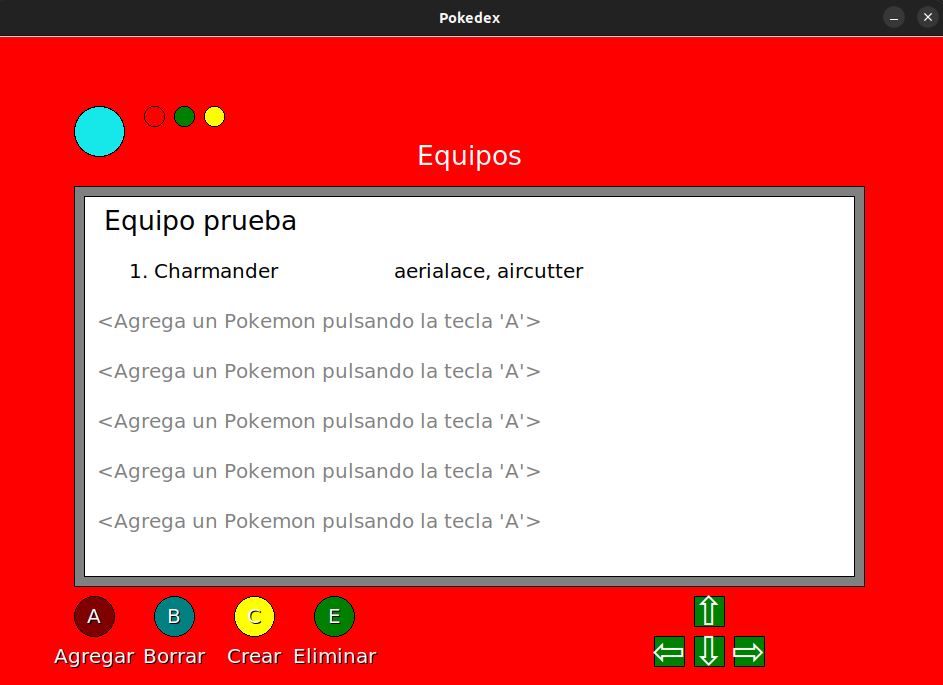 Pokedex
Equipos
Equipo prueba
1. Charmander aerialace, aircutter
<Agrega un Pokemon pulsando la tecla 'A'>
<Agrega un Pokemon pulsando la tecla 'A'>
<Agrega un Pokemon pulsando la tecla 'A'>
<Agrega un Pokemon pulsando la tecla 'A'>
<Agrega un Pokemon pulsando la tecla 'A'>
A B C E
Agregar Borrar Crear Eliminar